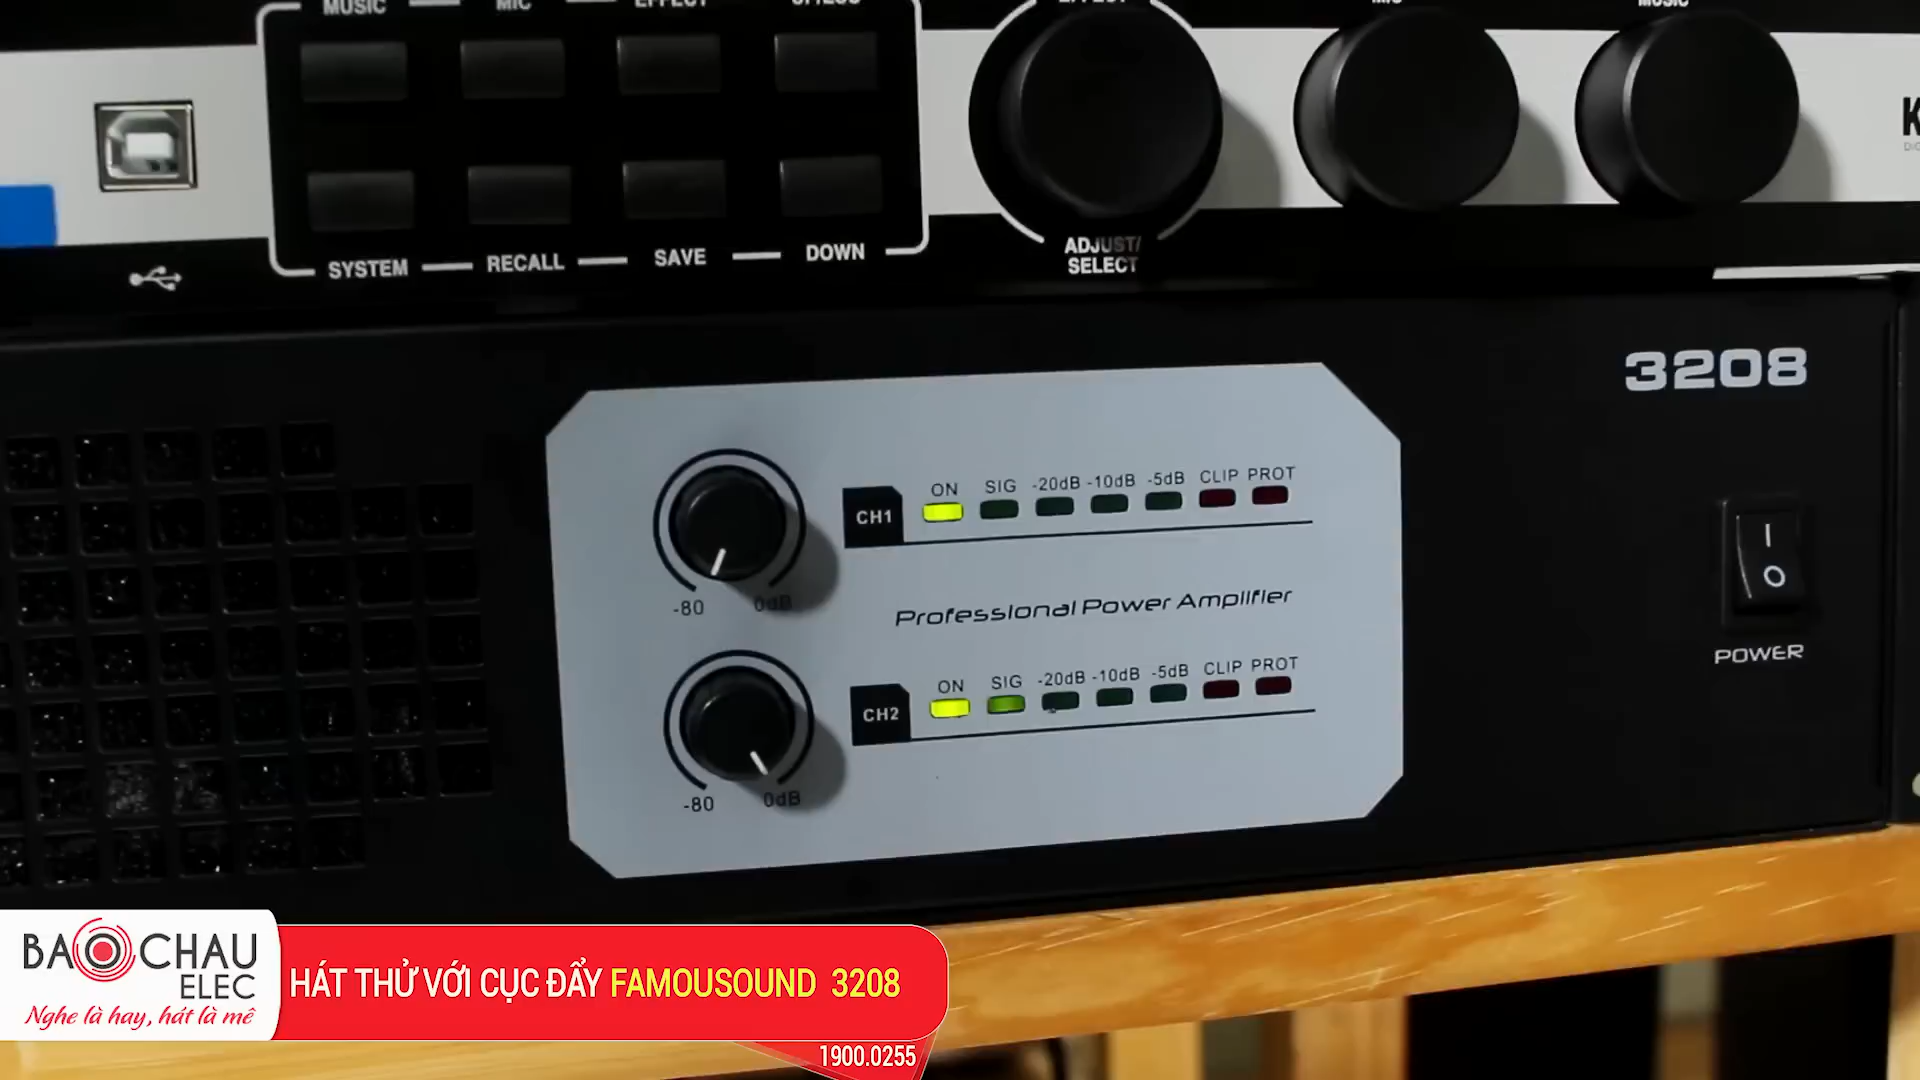 MUSIC MIC EFFECT
MUSIC
SYSTEM RECALL SAVE DOWN
ADJUST/
SELECT
3208
ON SIG -20dB -10dB -5dB CLIP PROT
CH1
-80 0dB
Professional Power Amplifier
ON SIG -20dB -10dB -5dB CLIP PROT
CH2
-80 0dB
POWER
BAO CHAU
ELEC
Nghe là hay, hát là mê
HÁT THỬ VỚI CỤC ĐẨY FAMOUSOUND 3208
1900.0255